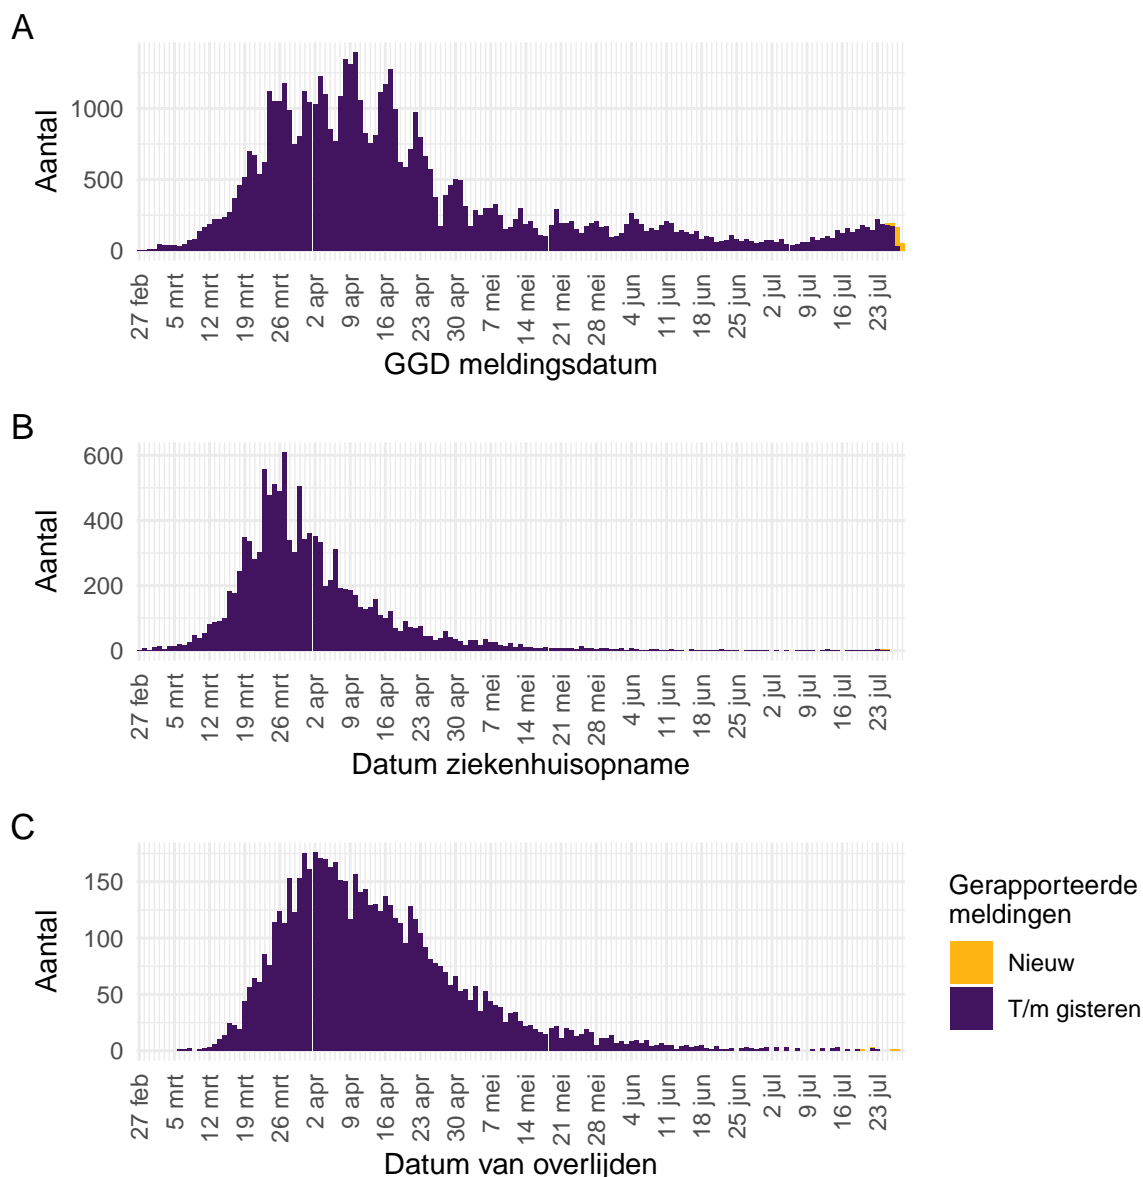 A
1000
500
0
Aantal
27 feb
5 mrt
12 mrt
19 mrt
26 mrt
2 apr
9 apr
16 apr
23 apr
30 apr
7 mei
14 mei
21 mei
28 mei
4 jun
11 jun
18 jun
25 jun
2 jul
9 jul
16 jul
23 jul
GGD meldingsdatum
B
600
400
200
0
Aantal
27 feb
5 mrt
12 mrt
19 mrt
26 mrt
2 apr
9 apr
16 apr
23 apr
30 apr
7 mei
14 mei
21 mei
28 mei
4 jun
11 jun
18 jun
25 jun
2 jul
9 jul
16 jul
23 jul
Datum ziekenhuisopname
C
150
100
50
0
Aantal
27 feb
5 mrt
12 mrt
19 mrt
26 mrt
2 apr
9 apr
16 apr
23 apr
30 apr
7 mei
14 mei
21 mei
28 mei
4 jun
11 jun
18 jun
25 jun
2 jul
9 jul
16 jul
23 jul
Datum van overlijden
Gerapporteerde
meldingen
Nieuw
T/m gisteren